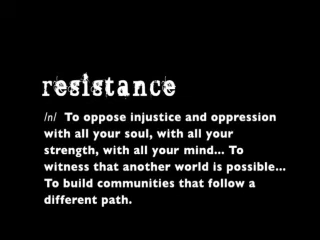 resistance
/n/ To oppose injustice and oppression
with all your soul, with all your
strength, with all your mind... To
witness that another world is possible...
To build communities that follow a
different path.